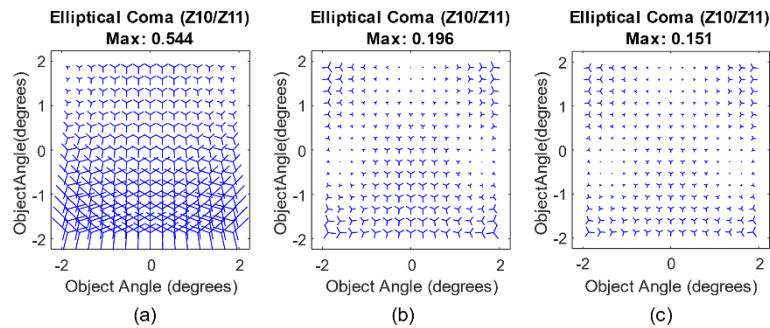 Elliptical Coma (Z10/Z11)
Max: 0.544
ObjectAngle(degrees)
2
1
0
-1
-2
-2
0
2
Object Angle (degrees)
(a)
Elliptical Coma (Z10/Z11)
Max: 0.196
ObjectAngle(degrees)
2
1
0
-1
-2
-2
0
2
Object Angle (degrees)
(b)
Elliptical Coma (Z10/Z11)
Max: 0.151
ObjectAngle(degrees)
2
1
0
-1
-2
-2
0
2
Object Angle (degrees)
(c)